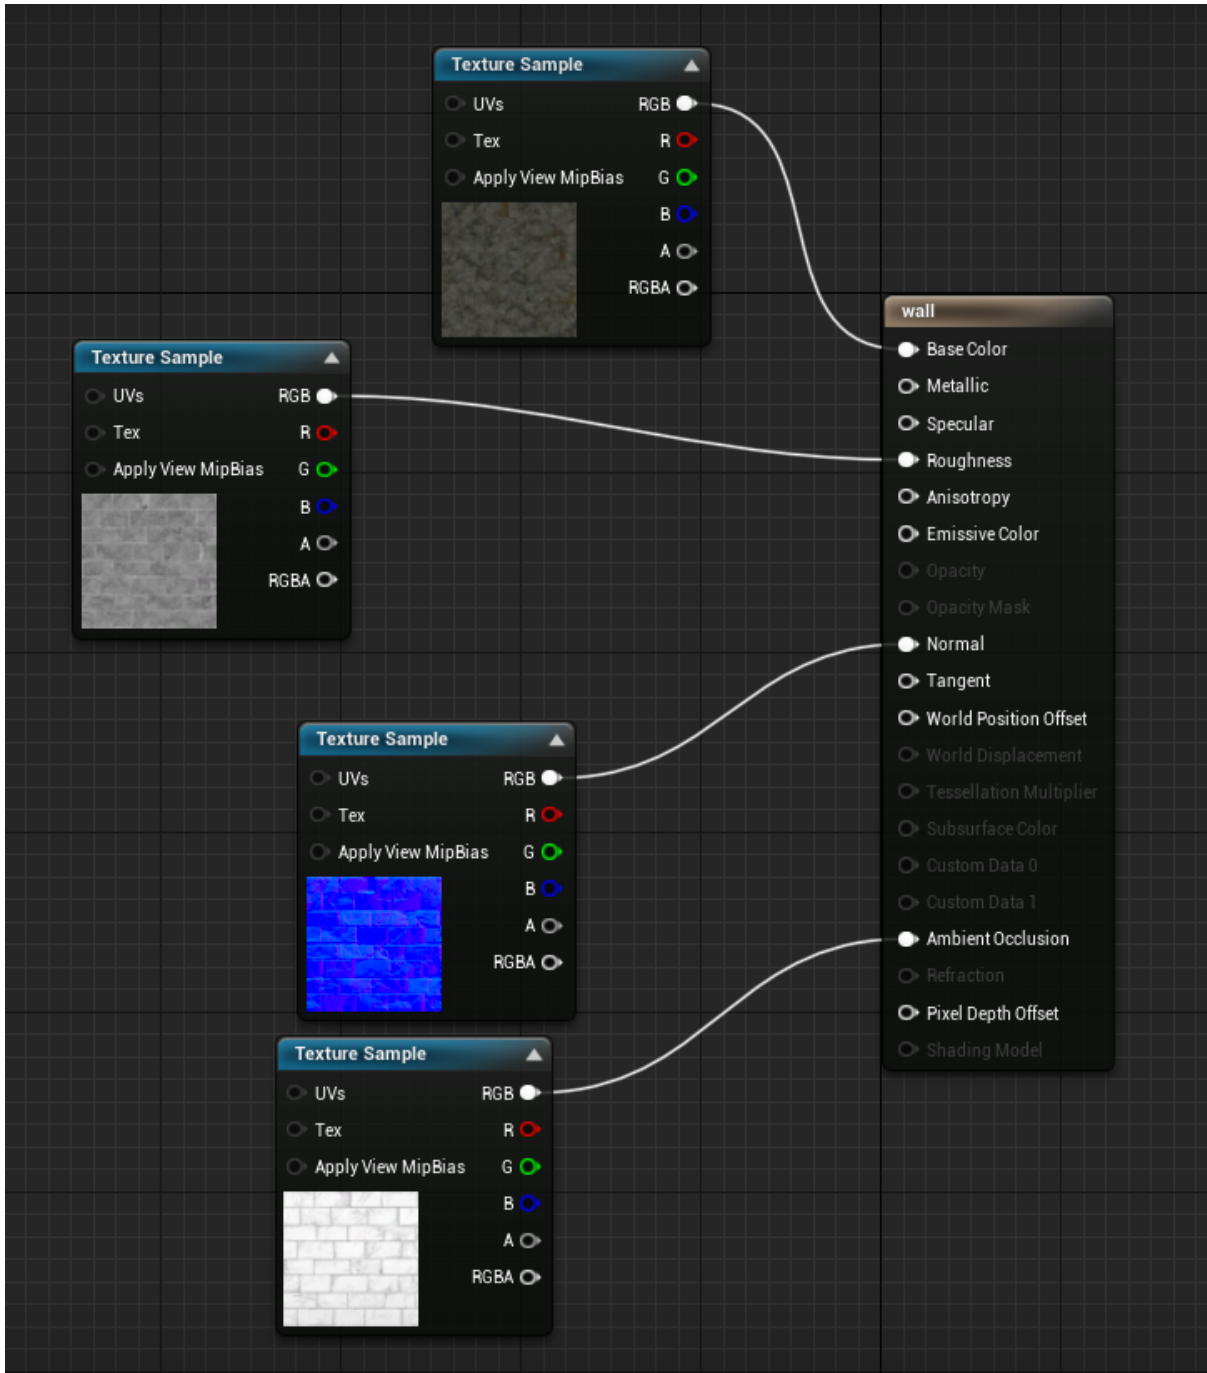 Texture Sample
UVs RGB
Tex R
Apply View MipBias G
B
A
RGBA
Texture Sample
UVs RGB
Tex R
Apply View MipBias G
B
A
RGBA
Texture Sample
UVs RGB
Tex R
Apply View MipBias G
B
A
RGBA
Texture Sample
UVs RGB
Tex R
Apply View MipBias G
B
A
RGBA
wall
Base Color
Metallic
Specular
Roughness
Anisotropy
Emissive Color
Opacity
Opacity Mask
Normal
Tangent
World Position Offset
World Displacement
Tessellation Multiplier
Subsurface Color
Custom Data 0
Custom Data 1
Ambient Occlusion
Refraction
Pixel Depth Offset
Shading Model